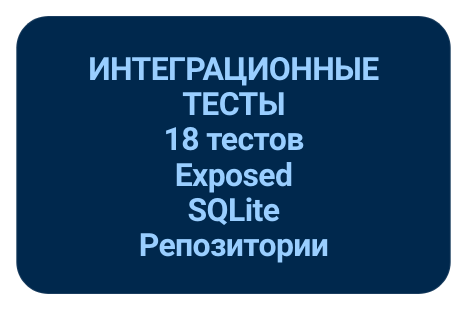 ИНТЕГРАЦИОННЫЕ
ТЕСТЫ
18 тестов
Exposed
SQLite
Репозитории